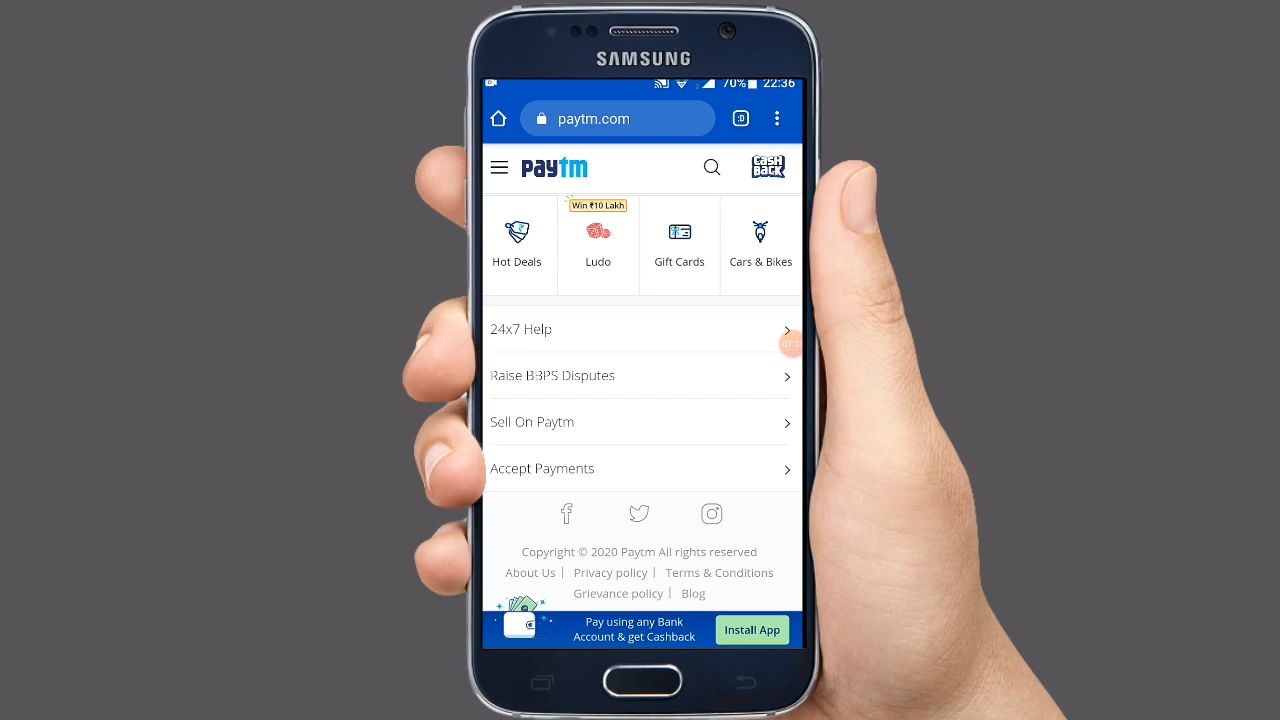 SAMSUNG
70% 22:36
paytm.com :D
paytm CASH BACK
Win ₹10 Lakh
Hot Deals Ludo Gift Cards Cars & Bikes
24x7 Help
07:13
Raise BBPS Disputes
Sell On Paytm
Accept Payments
Copyright © 2020 Paytm All rights reserved
About Us | Privacy policy | Terms & Conditions
Grievance policy | Blog
Pay using any Bank
Account & get Cashback
Install App